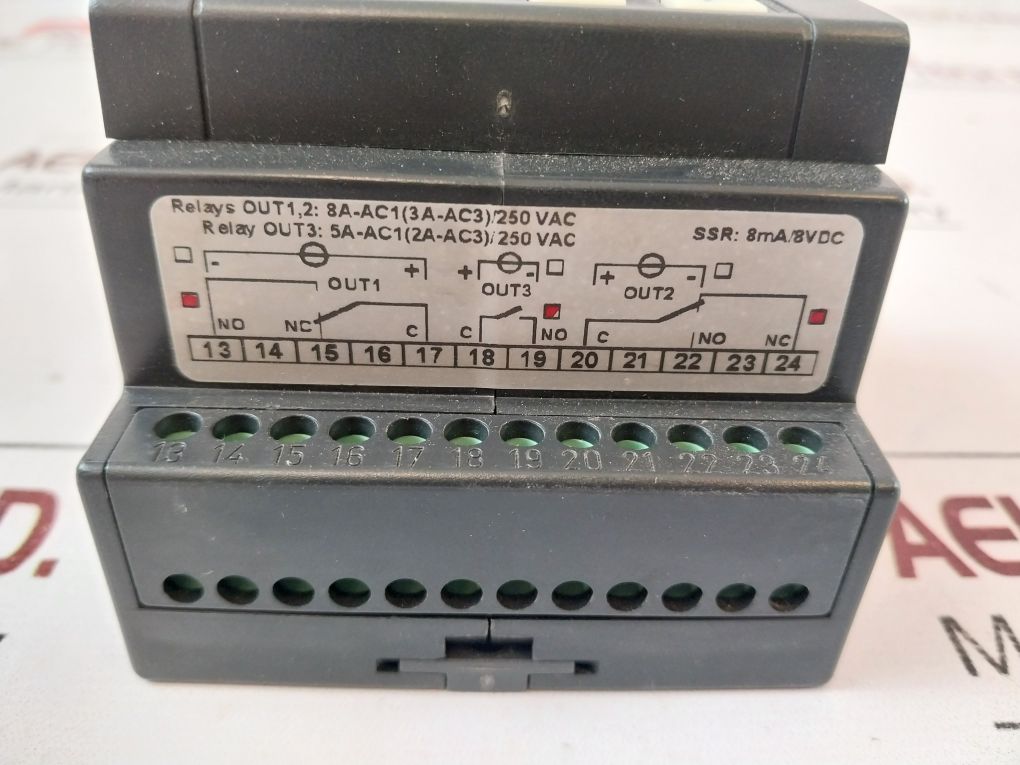 Relays OUT1,2: 8A-AC1(3A-AC3)/250 VAC
Relay OUT3: 5A-AC1(2A-AC3)/250 VAC
SSR: 8mA/8VDC
- + + - + -
OUT1 OUT3 OUT2
NO NC C C NO C NO NC
13 14 15 16 17 18 19 20 21 22 23 24
13 14 15 16 17 18 19 20 21 22 23 24
D.